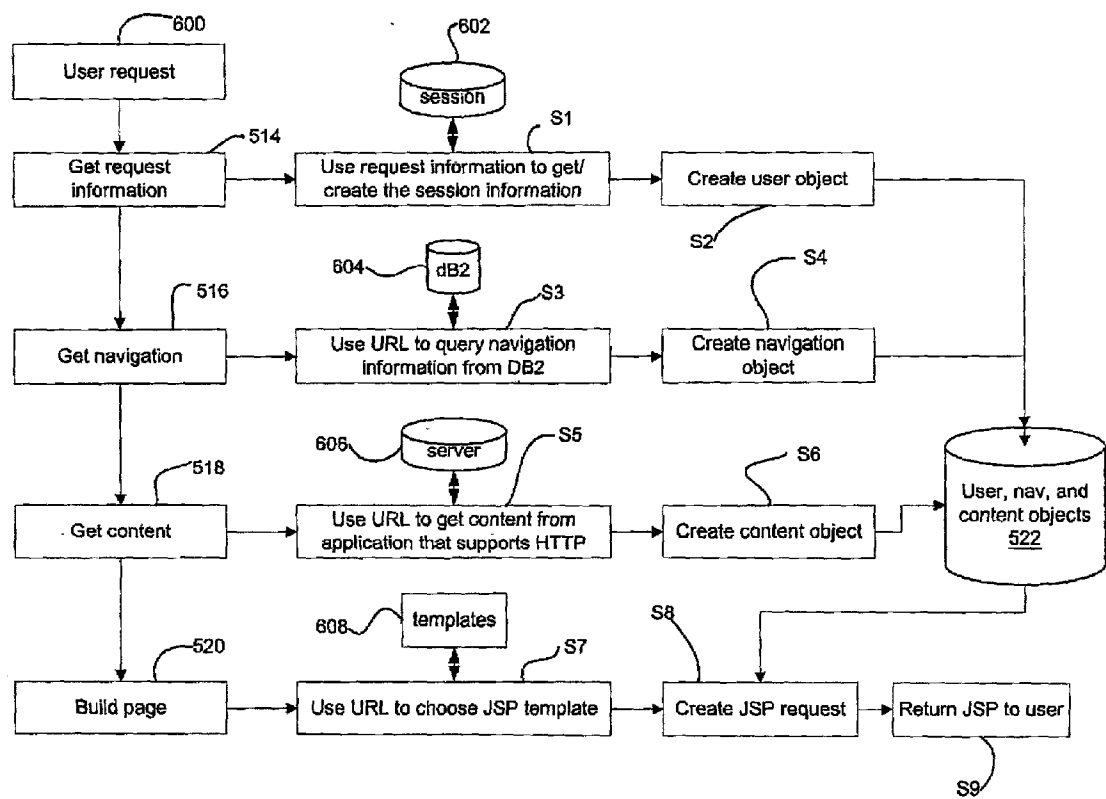 600
User request
602
session
514
Get request
information
S1
Use request information to get/
create the session information
Create user object
S2
604
dB2
S4
516
S3
Get navigation
Use URL to query navigation
information from DB2
Create navigation
object
606
server
S5
518
S6
Get content
Use URL to get content from
application that supports HTTP
Create content object
User, nav, and
content objects
522
608
templates
S8
520
S7
Build page
Use URL to choose JSP template
Create JSP request
Return JSP to user
S9